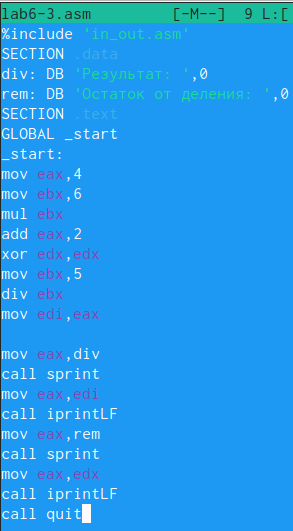 lab6-3.asm [-M--] 9 L:[
%include 'in_out.asm'
SECTION .data
div: DB 'Результат: ',0
rem: DB 'Остаток от деления: ',0
SECTION .text
GLOBAL _start
_start:
mov eax,4
mov ebx,6
mul ebx
add eax,2
xor edx,edx
mov ebx,5
div ebx
mov edi,eax
mov eax,div
call sprint
mov eax,edi
call iprintLF
mov eax,rem
call sprint
mov eax,edx
call iprintLF
call quit